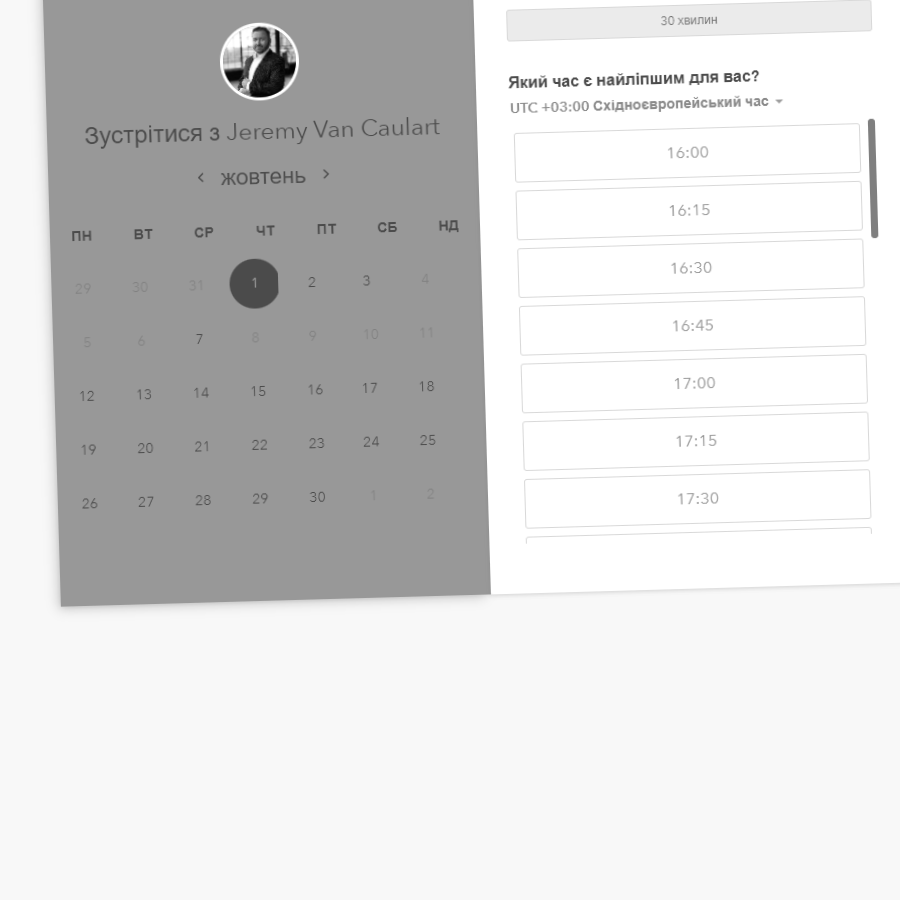 Зустрітися з Jeremy Van Caulart
жовтень
ПН ВТ СР ЧТ ПТ СБ НД
29 30 31 1 2 3 4
5 6 7 8 9 10 11
12 13 14 15 16 17 18
19 20 21 22 23 24 25
26 27 28 29 30 1 2
30 хвилин
Який час є найліпшим для вас?
UTC +03:00 Східноєвропейський час
16:00
16:15
16:30
16:45
17:00
17:15
17:30